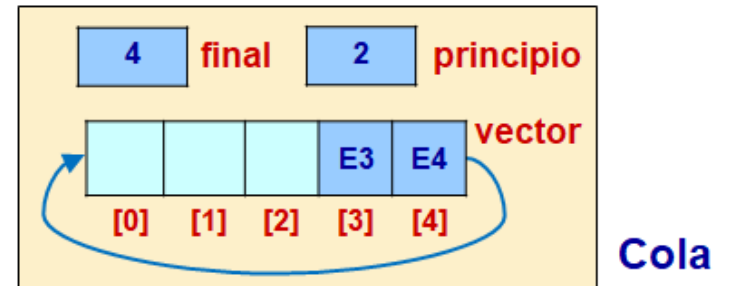 4 final 2 principio
vector
E3 E4
[0] [1] [2] [3] [4]
Cola